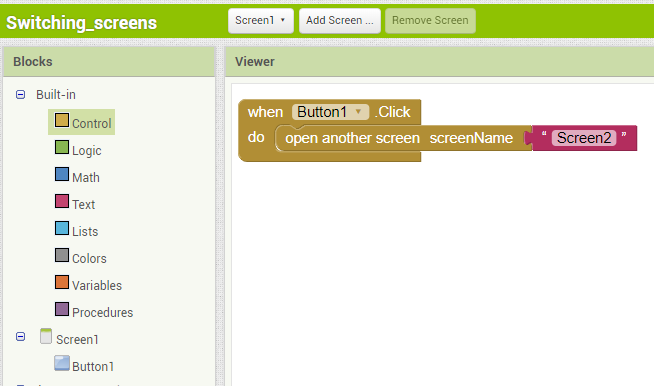 Switching_screens
Screen1 Add Screen ... Remove Screen
Blocks
Viewer
Built-in
Control
Logic
Math
Text
Lists
Colors
Variables
Procedures
Screen1
Button1
when Button1 .Click
do open another screen screenName “ Screen2 ”